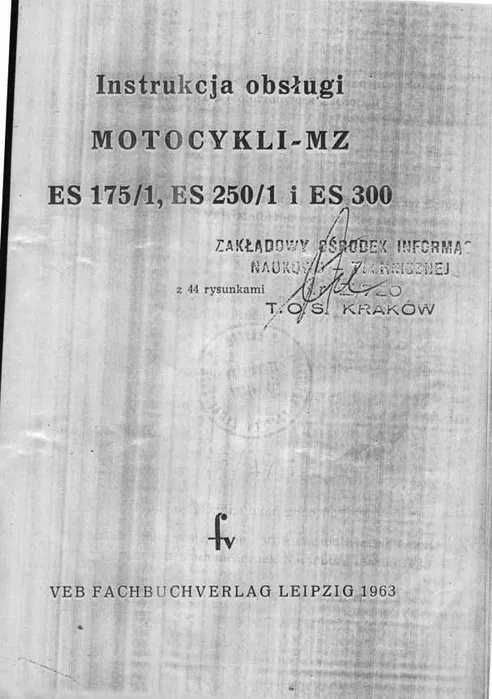 Instrukcja obsługi
MOTOCYKLI-MZ
ES 175/1, ES 250/1 i ES 300
ZAKŁADOWY OŚRODEK INFORMAC
z 44 rysunkami
T.O.S. KRAKÓW
fv
VEB FACHBUCHVERLAG LEIPZIG 1963